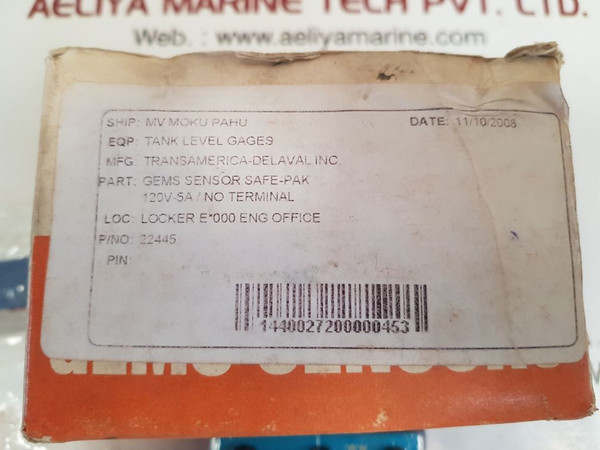 AELIYA MARINE TECH PVT. LTD.
Web. : www.aeliyamarine.com
SHIP: MV MOKU PAHU DATE: 11/10/2008
EQP: TANK LEVEL GAGES
MFG: TRANSAMERICA-DELAVAL INC.
PART: GEMS SENSOR SAFE-PAK
120V-5A / NO TERMINAL
LOC: LOCKER E*000 ENG OFFICE
P/NO: 22445
PIN:
1440027200000453
GEMS SENSORS